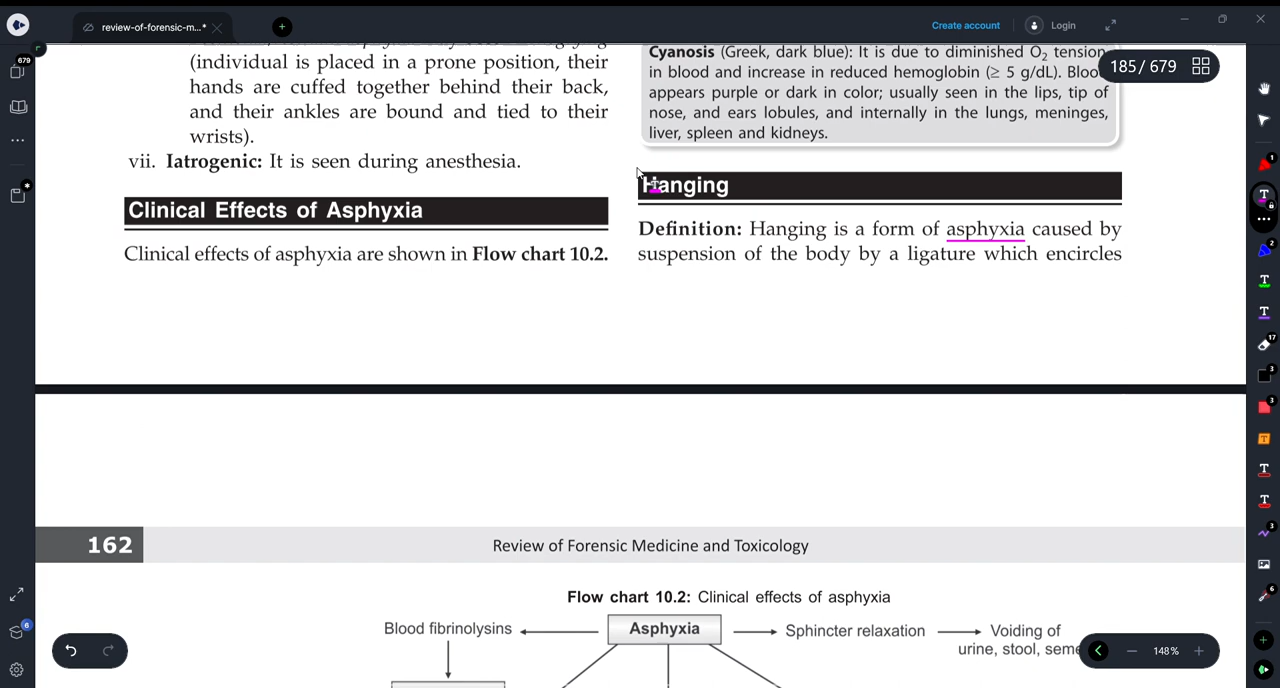 review-of-forensic-m...*
Create account
Login
679
(individual is placed in a prone position, their
hands are cuffed together behind their back,
and their ankles are bound and tied to their
wrists).
vii. Iatrogenic: It is seen during anesthesia.
Clinical Effects of Asphyxia
Clinical effects of asphyxia are shown in Flow chart 10.2.
Cyanosis (Greek, dark blue): It is due to diminished O2 tension
in blood and increase in reduced hemoglobin (≥ 5 g/dL). Blood
appears purple or dark in color; usually seen in the lips, tip of
nose, and ears lobules, and internally in the lungs, meninges,
liver, spleen and kidneys.
185/ 679
Hanging
Definition: Hanging is a form of asphyxia caused by
suspension of the body by a ligature which encircles
162
Review of Forensic Medicine and Toxicology
Flow chart 10.2: Clinical effects of asphyxia
Blood fibrinolysins
Asphyxia
Sphincter relaxation
Voiding of
urine, stool,
148%